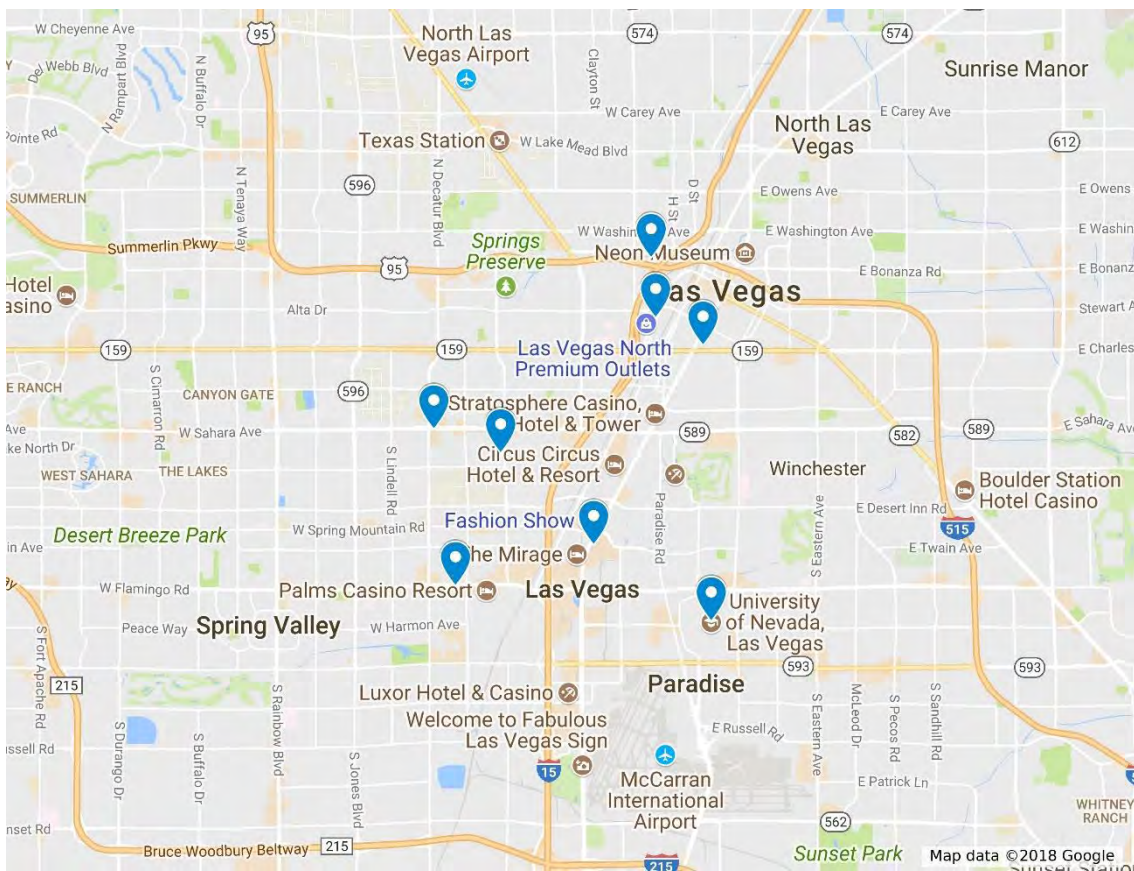 W Cheyenne Ave
95
574
574
North Las
Vegas Airport
Clayton St
Sunrise Manor
Del Webb Blvd
N Rampart Blvd
N Buffalo Dr
W Carey Ave
E Carey Ave
Pointe Rd
Texas Station
W Lake Mead Blvd
North Las
Vegas
612
N Tenaya Way
596
N Decatur Blvd
D St
H St
E Owens Ave
E Owens
SUMMERLIN
Summerlin Pkwy
W Washington Ave
E Washington Ave
E Washin
95
Springs
Preserve
Neon Museum
E Bonanza Rd
E Bonanz
Hotel
asino
Alta Dr
as Vegas
Stewart A
159
159
Las Vegas North
Premium Outlets
159
E Charles
E RANCH
S Cimarron Rd
CANYON GATE
596
Stratosphere Casino,
Hotel & Tower
W Sahara Ave
589
582
589
E Sahara Ave
ke North Dr
WEST SAHARA
THE LAKES
S Lindell Rd
Circus Circus
Hotel & Resort
Winchester
Boulder Station
Hotel Casino
Paradise Rd
S Eastern Ave
E Desert Inn Rd
515
Desert Breeze Park
W Spring Mountain Rd
Fashion Show
in Ave
E Twain Ave
he Mirage
W Flamingo Rd
Palms Casino Resort
Las Vegas
University
of Nevada,
Las Vegas
Peace Way
Spring Valley
W Harmon Ave
S Fort Apache Rd
215
593
593
S Rainbow Blvd
Luxor Hotel & Casino
Paradise
Welcome to Fabulous
Las Vegas Sign
E Russell Rd
S Eastern Ave
McLeod Dr
S Pecos Rd
S Sandhill Rd
ussell Rd
S Durango Dr
S Buffalo Dr
S Jones Blvd
15
McCarran
International
Airport
E Patrick Ln
WHITNEY
RANCH
nset Rd
562
Bruce Woodbury Beltway
215
215
Sunset Park
Map data ©2018 Google